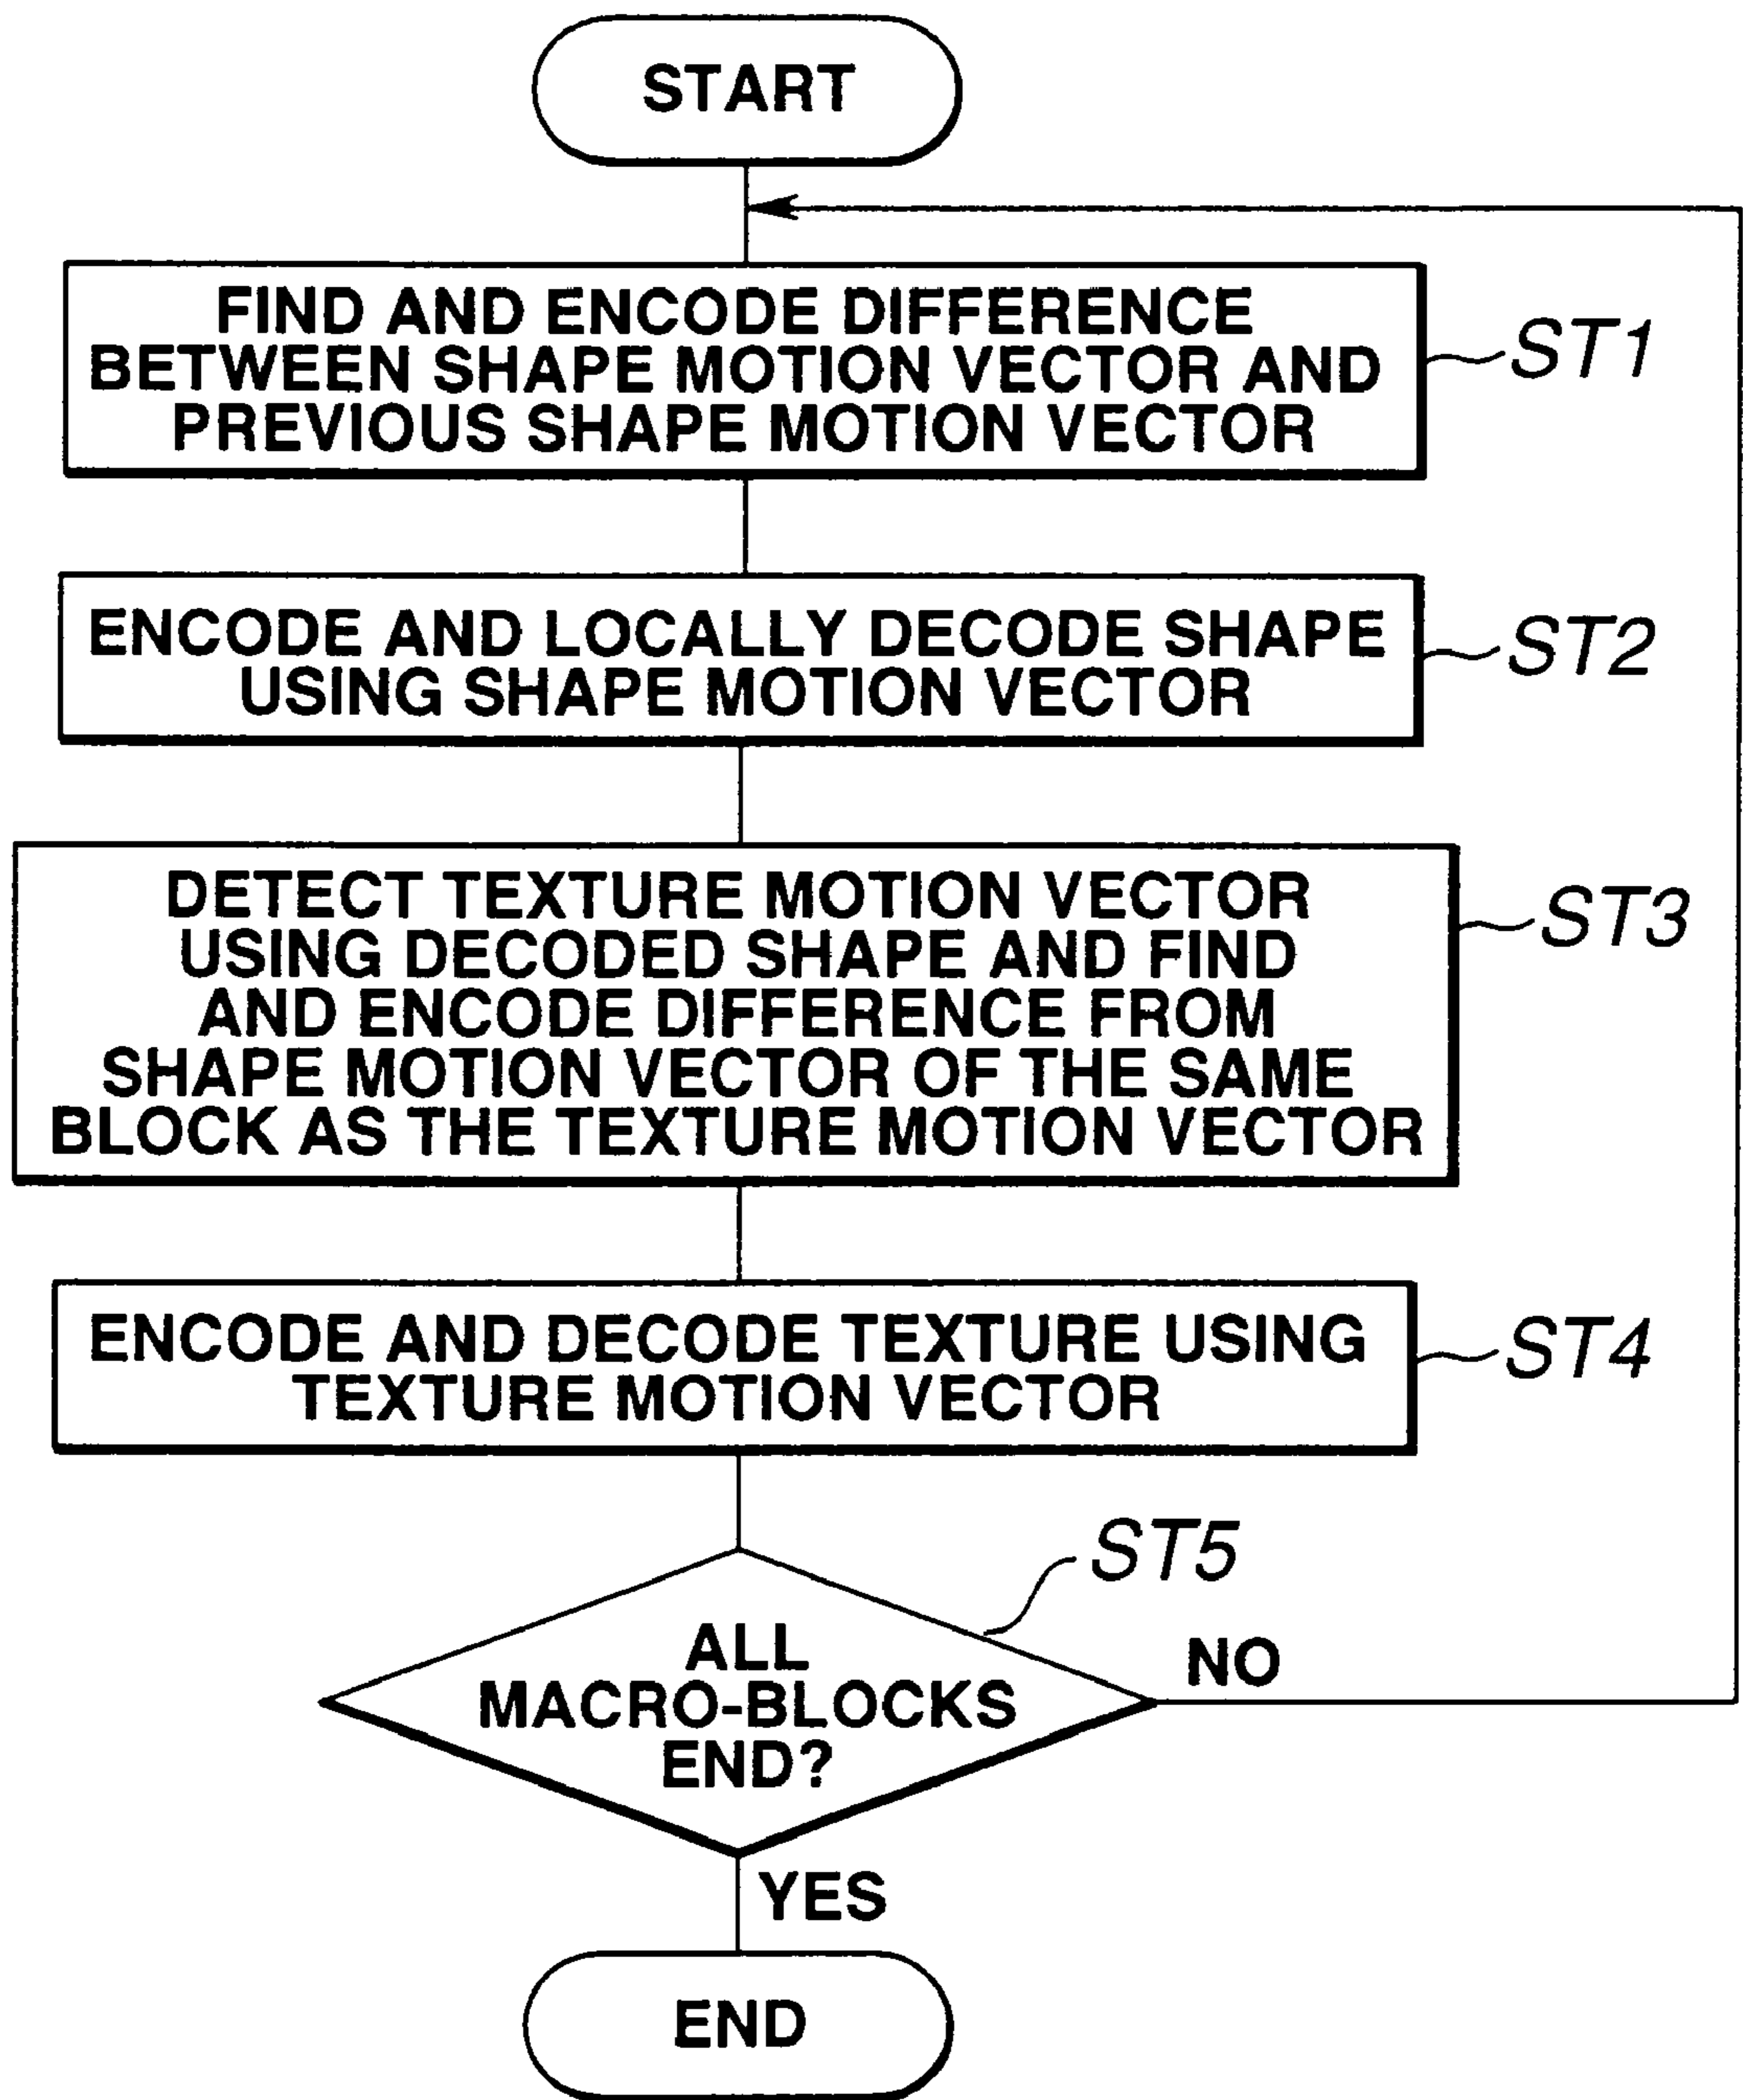 START
FIND AND ENCODE DIFFERENCE
BETWEEN SHAPE MOTION VECTOR AND
PREVIOUS SHAPE MOTION VECTOR
ST1
ENCODE AND LOCALLY DECODE SHAPE
USING SHAPE MOTION VECTOR
ST2
DETECT TEXTURE MOTION VECTOR
USING DECODED SHAPE AND FIND
AND ENCODE DIFFERENCE FROM
SHAPE MOTION VECTOR OF THE SAME
BLOCK AS THE TEXTURE MOTION VECTOR
ST3
ENCODE AND DECODE TEXTURE USING
TEXTURE MOTION VECTOR
ST4
ST5
ALL
MACRO-BLOCKS
END?
NO
YES
END